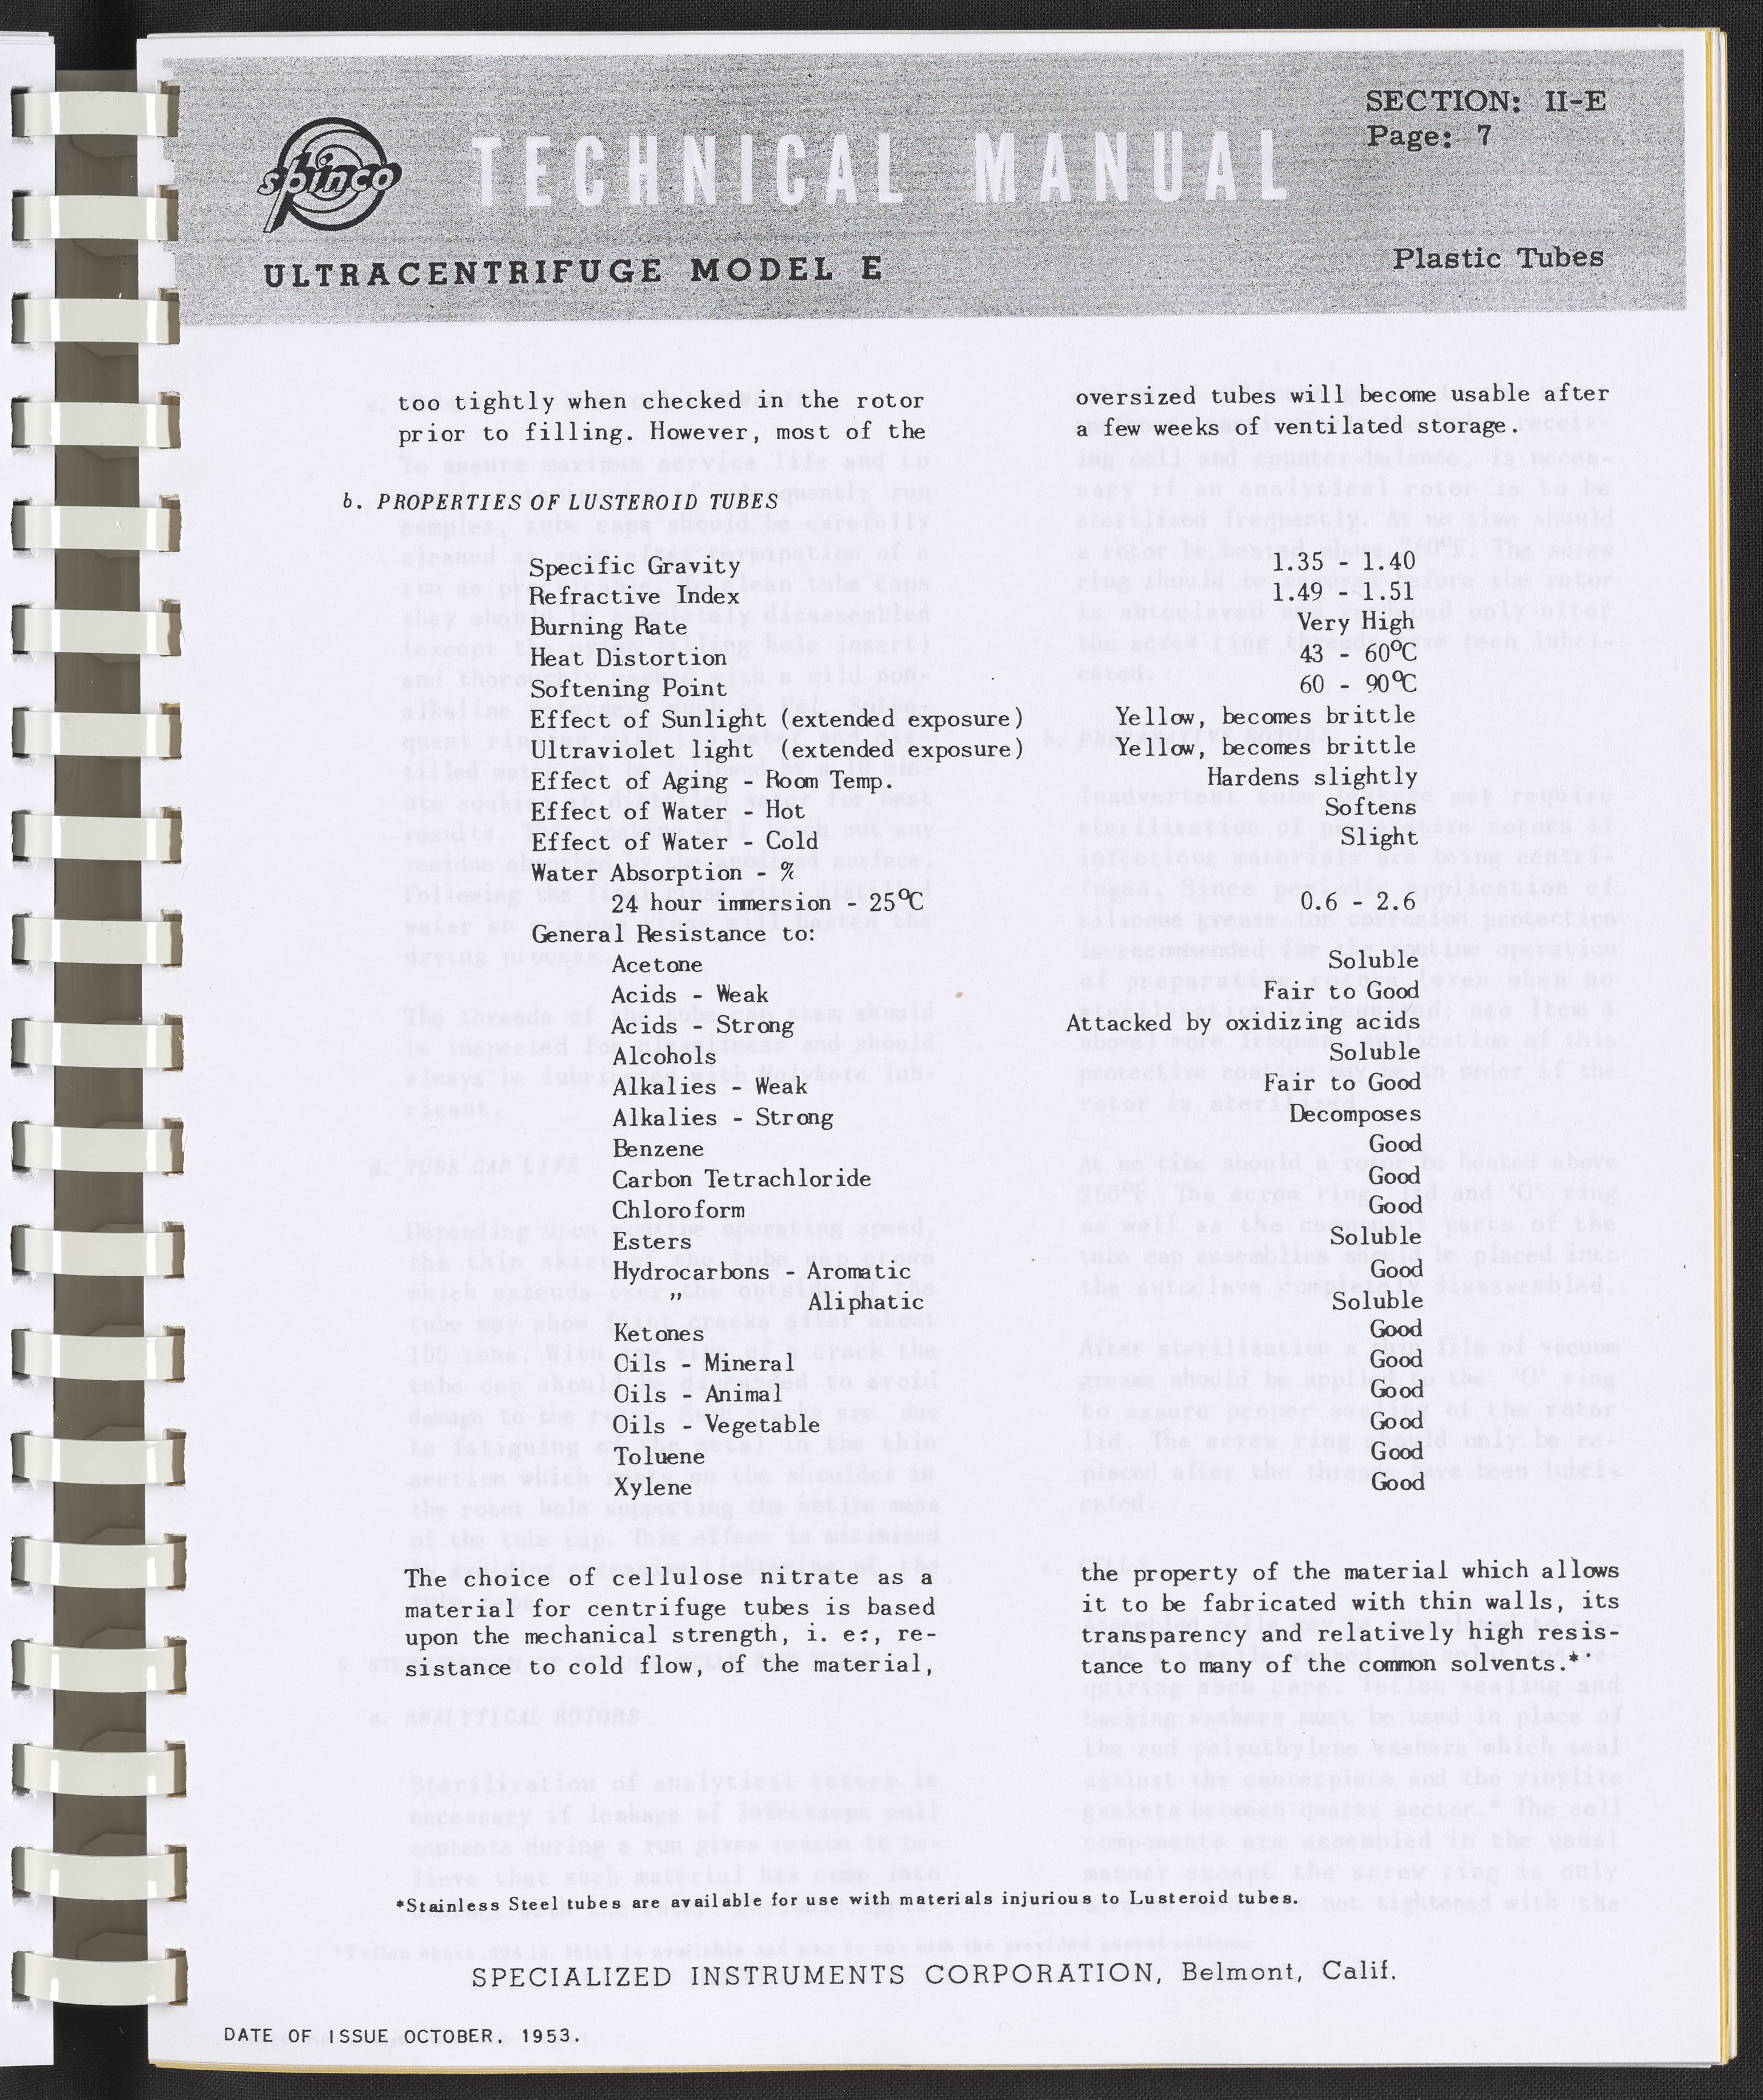 SECTION: II-E
Page: 7
spinco
TECHNICAL MANUAL
ULTRACENTRIFUGE MODEL E
Plastic Tubes
too tightly when checked in the rotor
prior to filling. However, most of the
oversized tubes will become usable after
a few weeks of ventilated storage.
b. PROPERTIES OF LUSTEROID TUBES
Specific Gravity 1.35 - 1.40
Refractive Index 1.49 - 1.51
Burning Rate Very High
Heat Distortion 43 - 60°C
Softening Point 60 - 90°C
Effect of Sunlight (extended exposure) Yellow, becomes brittle
Ultraviolet light (extended exposure) Yellow, becomes brittle
Effect of Aging - Room Temp. Hardens slightly
Effect of Water - Hot Softens
Effect of Water - Cold Slight
Water Absorption - %
24 hour immersion - 25°C 0.6 - 2.6
General Resistance to:
Acetone Soluble
Acids - Weak Fair to Good
Acids - Strong Attacked by oxidizing acids
Alcohols Soluble
Alkalies - Weak Fair to Good
Alkalies - Strong Decomposes
Benzene Good
Carbon Tetrachloride Good
Chloroform Good
Esters Soluble
Hydrocarbons - Aromatic Good
" Aliphatic Soluble
Ketones Good
Oils - Mineral Good
Oils - Animal Good
Oils - Vegetable Good
Toluene Good
Xylene Good
The choice of cellulose nitrate as a
material for centrifuge tubes is based
upon the mechanical strength, i. e., re-
sistance to cold flow, of the material,
the property of the material which allows
it to be fabricated with thin walls, its
transparency and relatively high resis-
tance to many of the common solvents.*
*Stainless Steel tubes are available for use with materials injurious to Lusteroid tubes.
SPECIALIZED INSTRUMENTS CORPORATION, Belmont, Calif.
DATE OF ISSUE OCTOBER, 1953.